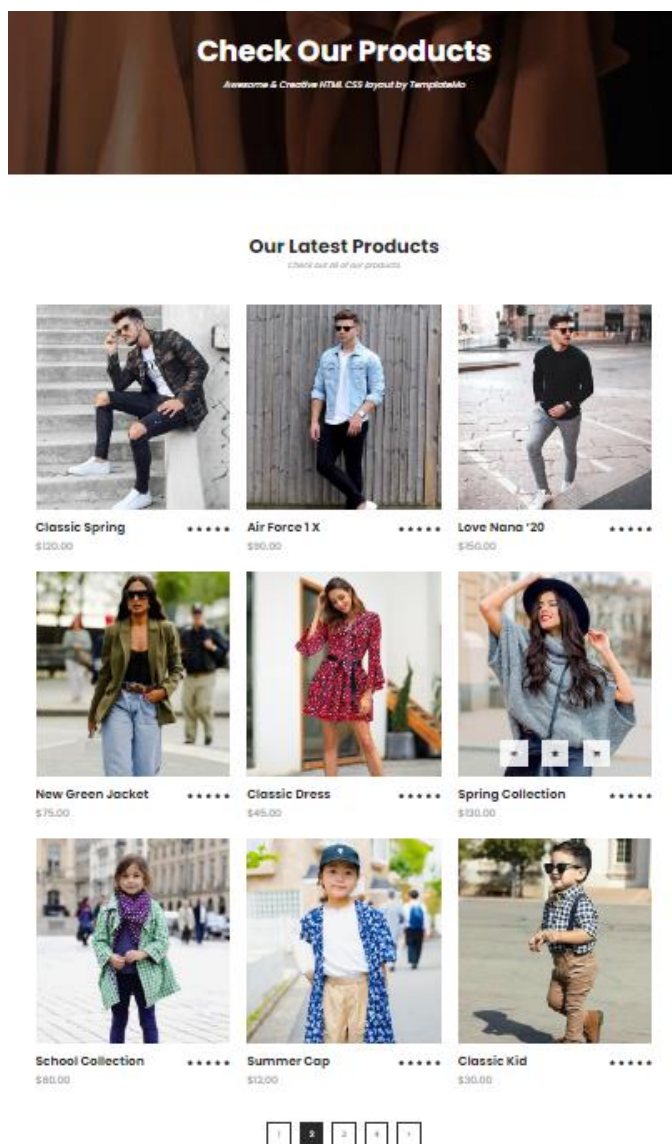 Check Our Products
Awesome & Creative HTML CSS layout by TemplateMo
Our Latest Products
Check out all of our products.
Classic Spring
$120.00
Air Force 1 X
$90.00
Love Nana ‘20
$150.00
New Green Jacket
$75.00
Classic Dress
$45.00
Spring Collection
$130.00
School Collection
$80.00
Summer Cap
$12.00
Classic Kid
$30.00
1 2 3 4 >